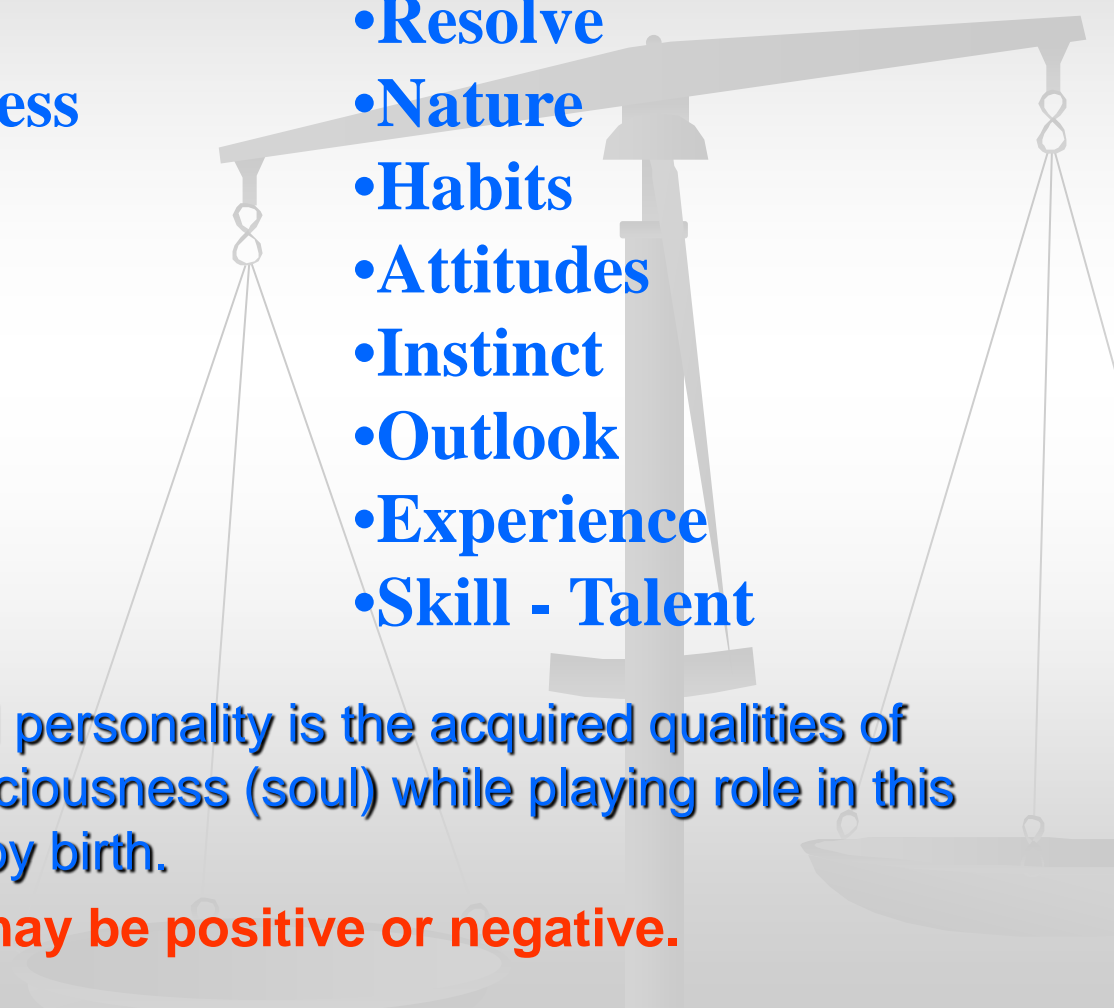 •Resolve
ess
•Nature
•Habits
•Attitudes
•Instinct
•Outlook
•Experience
•Skill - Talent
personality is the acquired qualities of
ciousness (soul) while playing role in this
by birth.
may be positive or negative.